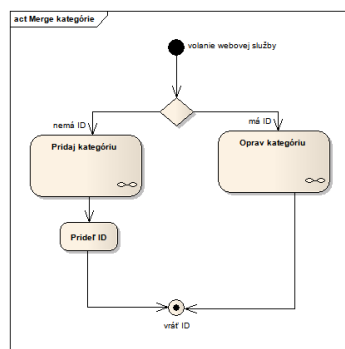 act Merge kategórie
volanie webovej služby
nemá ID
má ID
Pridaj kategóriu
Oprav kategóriu
Prideľ ID
vráť ID